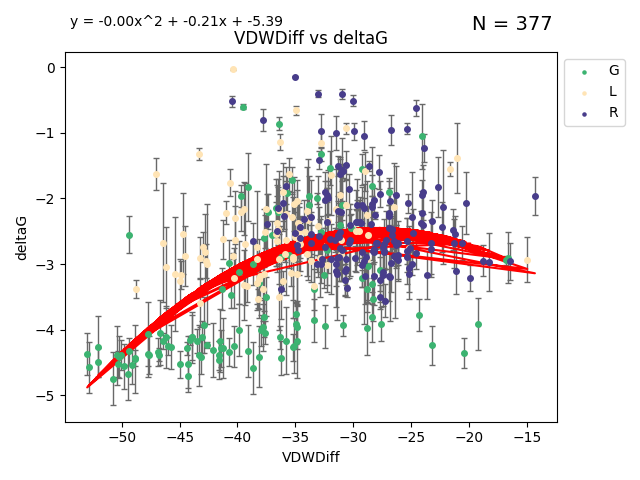 y = -0.00x^2 + -0.21x + -5.39
N = 377
VDWDiff vs deltaG
G
L
R
deltaG
0
−1
−2
−3
−4
−5
−50 −45 −40 −35 −30 −25 −20 −15
VDWDiff